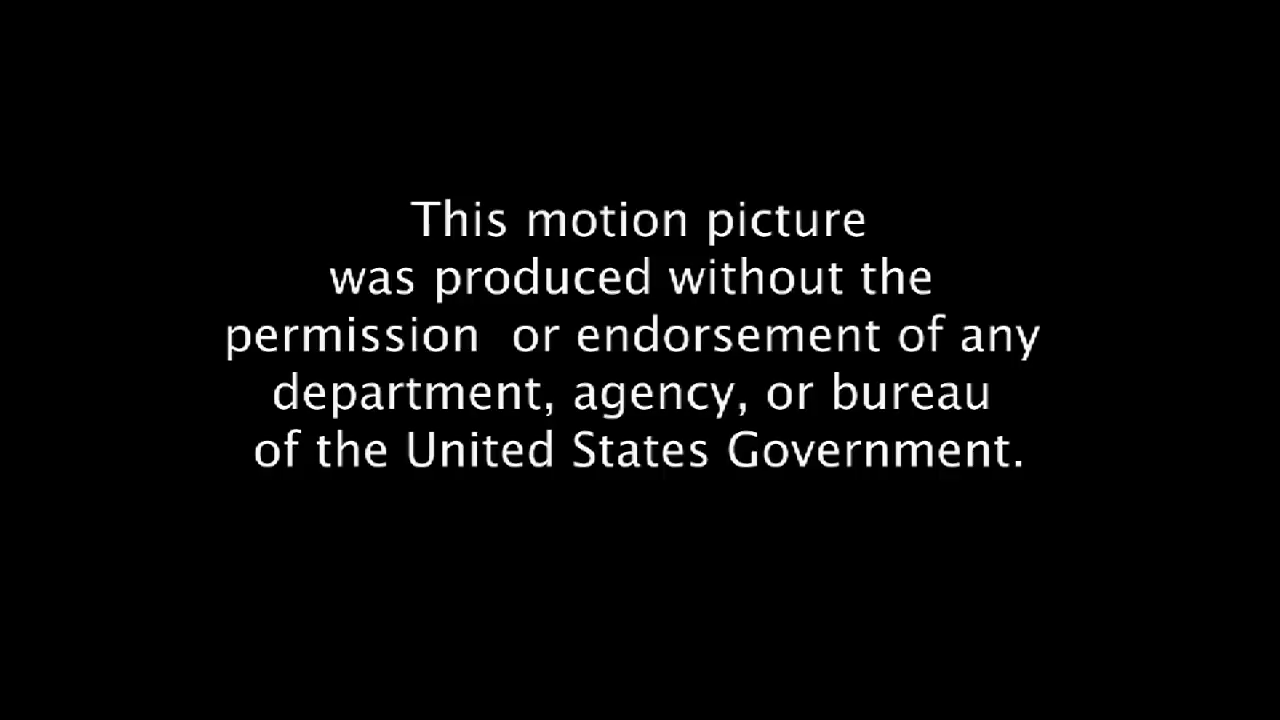 This motion picture
was produced without the
permission  or endorsement of any
department, agency, or bureau
of the United States Government.